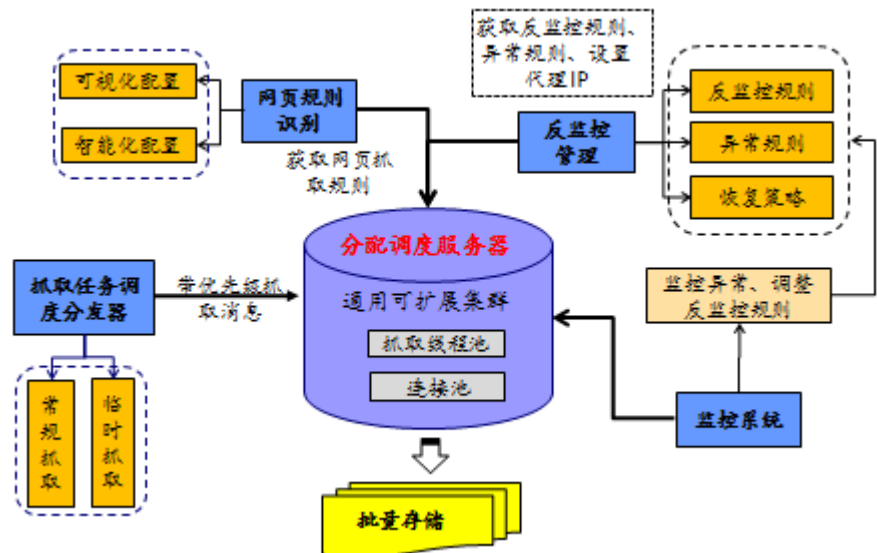 获取反监控规则、
异常规则、设置
代理IP
可视化配置
智能化配置
网页规则
识别
获取网页抓
取规则
反监控
管理
反监控规则
异常规则
恢复策略
分配调度服务器
通用可扩展集群
抓取线程池
连接池
抓取任务调
度分发器
带优先级抓
取消息
常规抓取
临时抓取
监控异常、调整
反监控规则
监控系统
批量存储